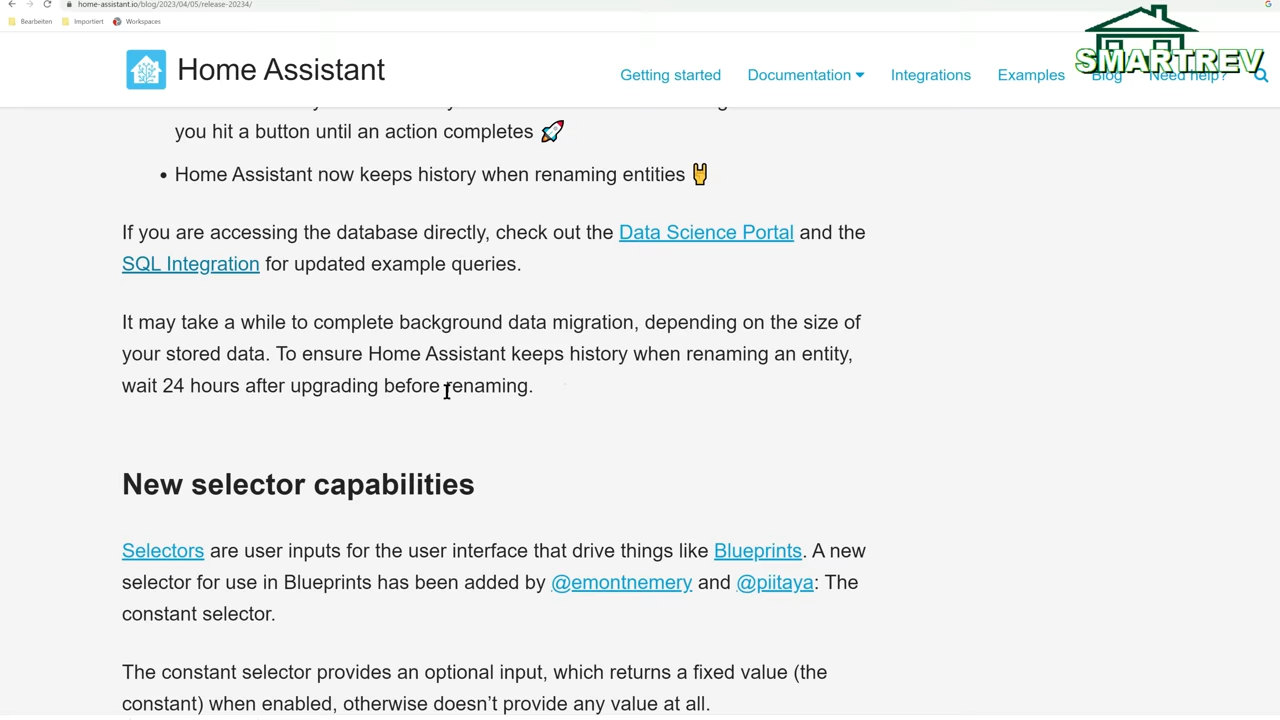 home-assistant.io/blog/2023/04/05/release-20234/
Bearbeiten Importiert Workspaces
Home Assistant
Getting started Documentation Integrations Examples Blog Need help?
SMARTREV
you hit a button until an action completes 🚀
• Home Assistant now keeps history when renaming entities 🤘
If you are accessing the database directly, check out the Data Science Portal and the
SQL Integration for updated example queries.
It may take a while to complete background data migration, depending on the size of
your stored data. To ensure Home Assistant keeps history when renaming an entity,
wait 24 hours after upgrading before renaming.
New selector capabilities
Selectors are user inputs for the user interface that drive things like Blueprints. A new
selector for use in Blueprints has been added by @emontnemery and @piitaya: The
constant selector.
The constant selector provides an optional input, which returns a fixed value (the
constant) when enabled, otherwise doesn't provide any value at all.